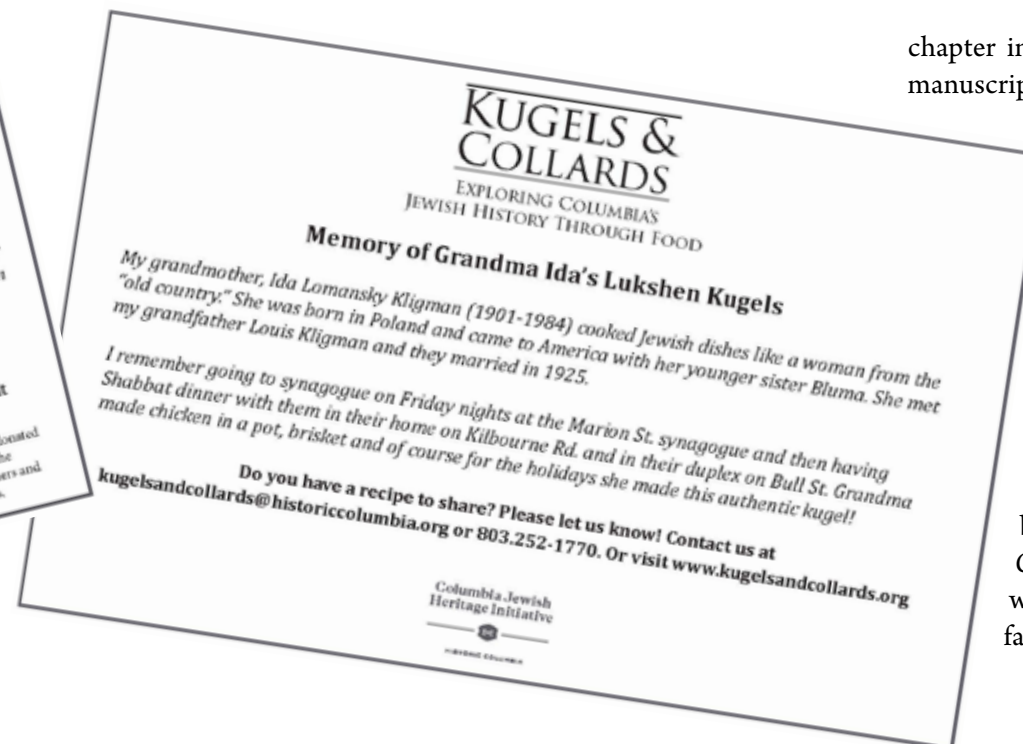 chapter in
manuscrip
KUGELS &
COLLARDS
EXPLORING COLUMBIA'S
JEWISH HISTORY THROUGH FOOD
Memory of Grandma Ida's Lukshen Kugels
My grandmother, Ida Lomansky Kligman (1901-1984) cooked Jewish dishes like a woman from the
"old country." She was born in Poland and came to America with her younger sister Bluma. She met
my grandfather Louis Kligman and they married in 1925.
I remember going to synagogue on Friday nights at the Marion St. synagogue and then having
Shabbat dinner with them in their home on Kilbourne Rd. and in their duplex on Bull St. Grandma
made chicken in a pot, brisket and of course for the holidays she made this authentic kugel!
Do you have a recipe to share? Please let us know! Contact us at
kugelsandcollards@historiccolumbia.org or 803.252-1770. Or visit www.kugelsandcollards.org
Columbia Jewish
Heritage Initiative
HISTORIC COLUMBIA
onated
he
ers and
w
fa